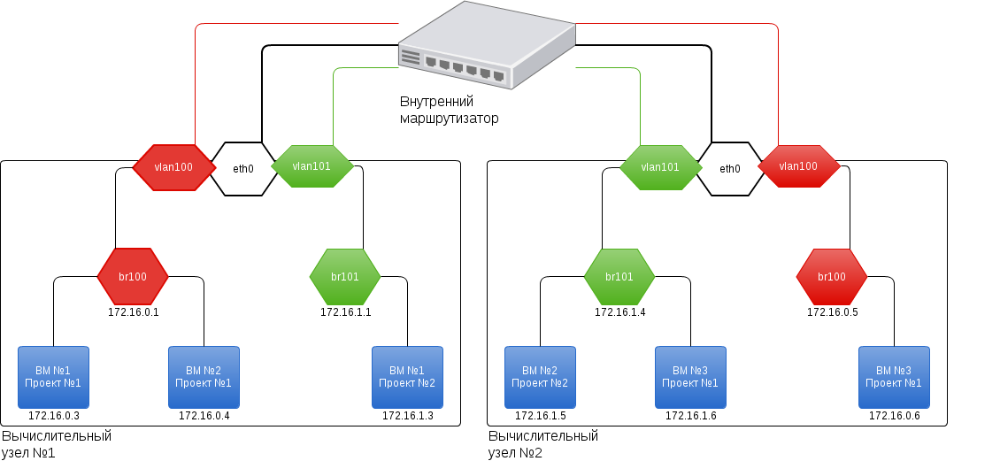 Внутренний
маршрутизатор
vlan100
eth0
vlan101
vlan101
eth0
vlan100
br100
172.16.0.1
br101
172.16.1.1
br101
172.16.1.4
br100
172.16.0.5
ВМ №1
Проект №1
172.16.0.3
ВМ №2
Проект №1
172.16.0.4
ВМ №1
Проект №2
172.16.1.3
ВМ №2
Проект №2
172.16.1.5
ВМ №3
Проект №1
172.16.1.6
ВМ №3
Проект №1
172.16.0.6
Вычислительный
узел №1
Вычислительный
узел №2